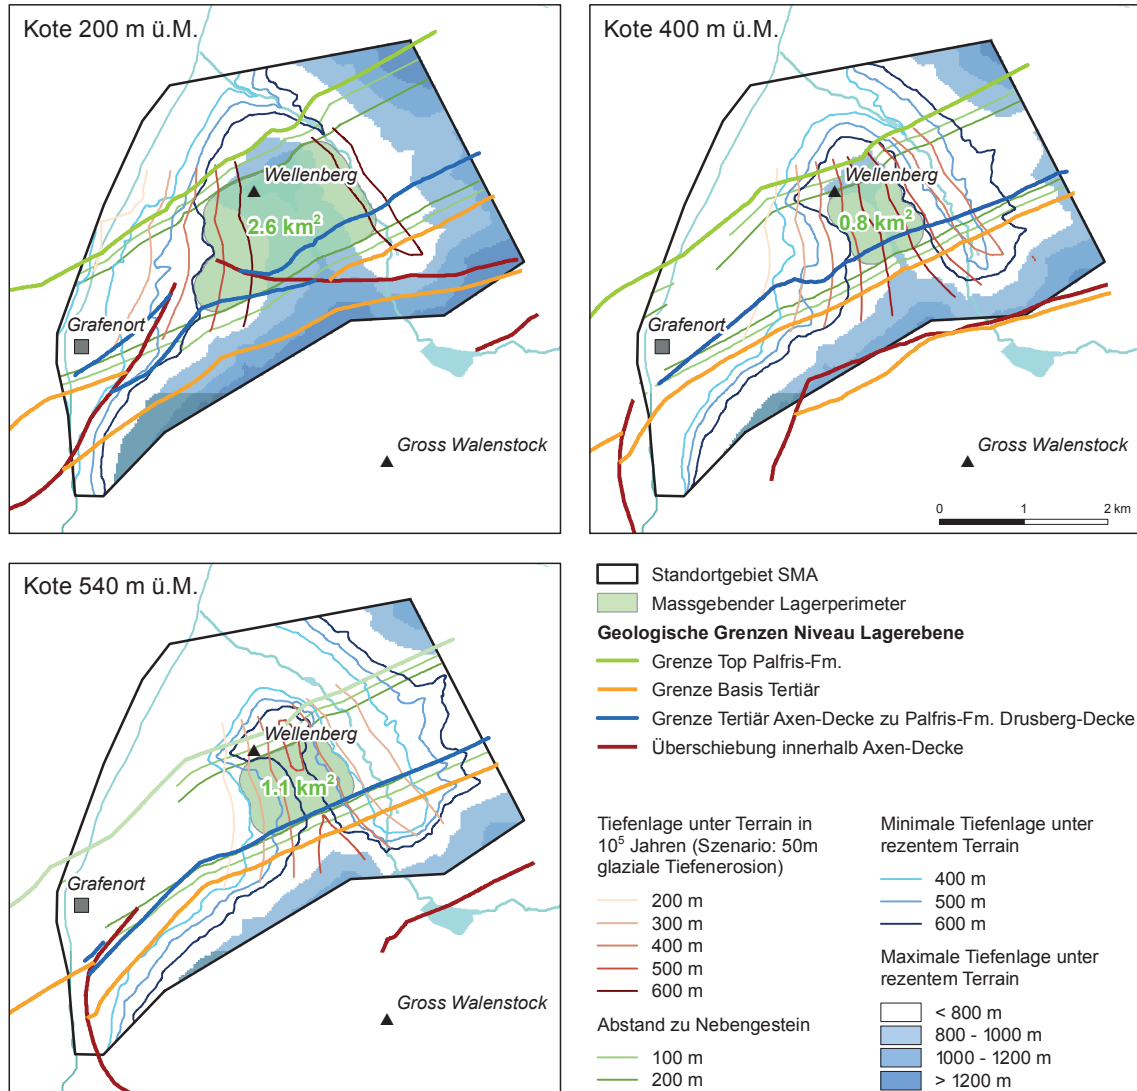 Kote 200 m ü.M.
Wellenberg
2.6 km²
Grafenort
Gross Walenstock
Kote 400 m ü.M.
Wellenberg
0.8 km²
Grafenort
Gross Walenstock
0 1 2 km
Kote 540 m ü.M.
Wellenberg
1.1 km²
Grafenort
Gross Walenstock
Standortgebiet SMA
Massgebender Lagerperimeter
Geologische Grenzen Niveau Lagerebene
Grenze Top Palfris-Fm.
Grenze Basis Tertiär
Grenze Tertiär Axen-Decke zu Palfris-Fm. Drusberg-Decke
Überschiebung innerhalb Axen-Decke
Tiefenlage unter Terrain in
10⁵ Jahren (Szenario: 50m
glaziale Tiefenerosion)
200 m
300 m
400 m
500 m
600 m
Abstand zu Nebengestein
100 m
200 m
Minimale Tiefenlage unter
rezentem Terrain
400 m
500 m
600 m
Maximale Tiefenlage unter
rezentem Terrain
< 800 m
800 - 1000 m
1000 - 1200 m
> 1200 m